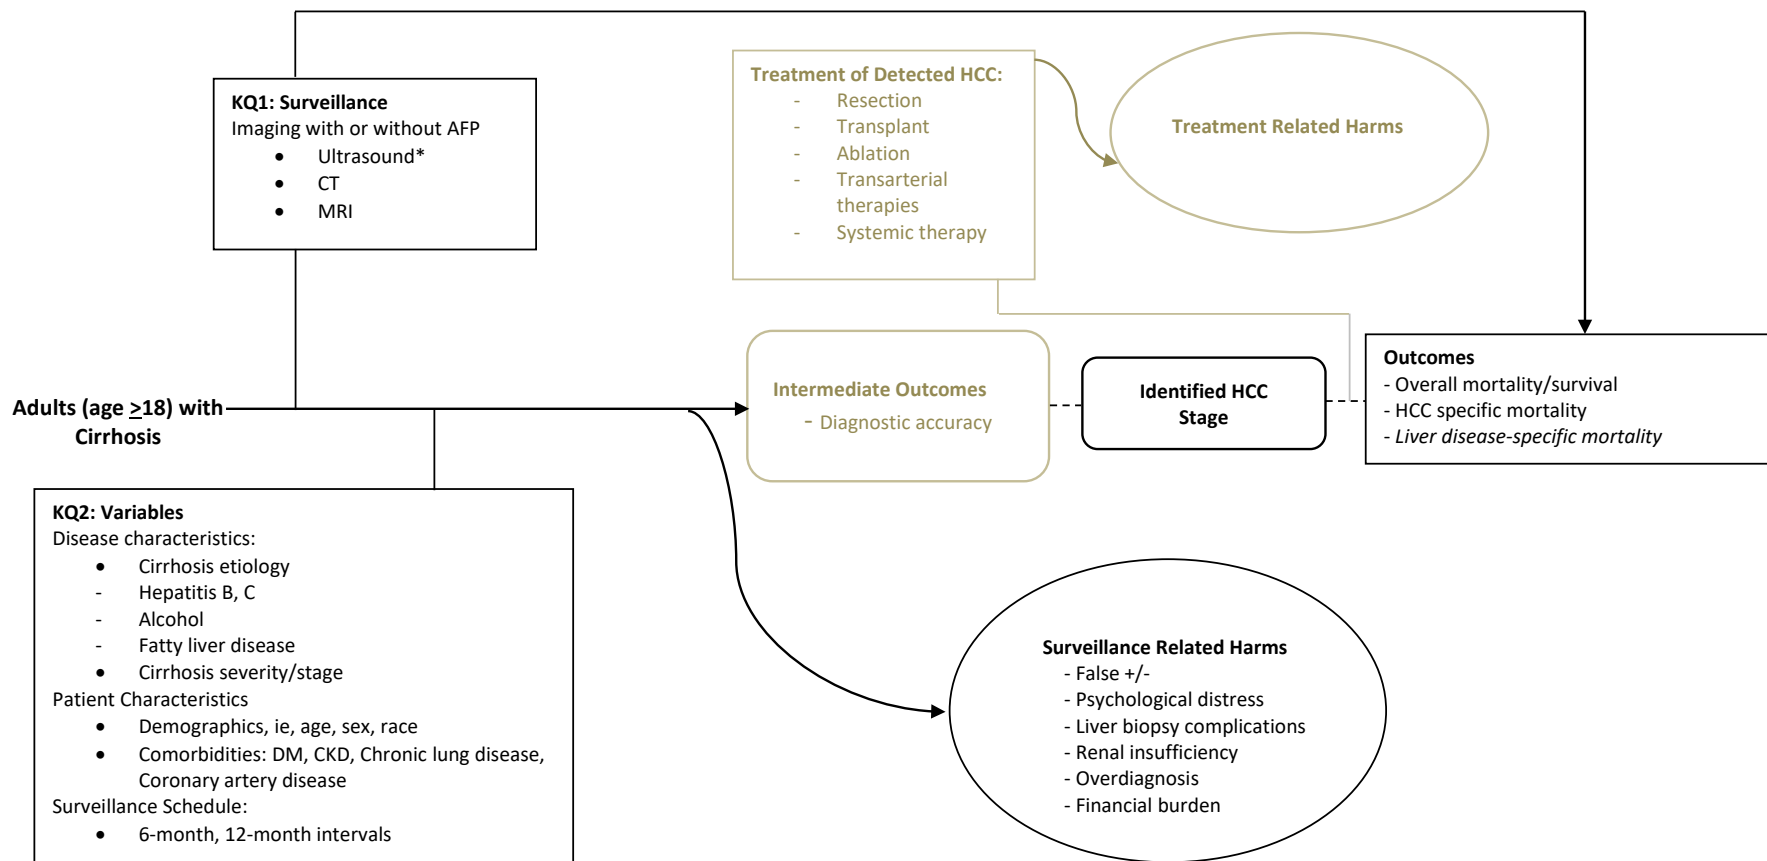 KQ1: Surveillance
Imaging with or without AFP
● Ultrasound*
● CT
● MRI
Treatment of Detected HCC:
- Resection
- Transplant
- Ablation
- Transarterial
therapies
- Systemic therapy
Treatment Related Harms
Adults (age >18) with
Cirrhosis
Intermediate Outcomes
- Diagnostic accuracy
Identified HCC
Stage
Outcomes
- Overall mortality/survival
- HCC specific mortality
- Liver disease-specific mortality
KQ2: Variables
Disease characteristics:
● Cirrhosis etiology
- Hepatitis B, C
- Alcohol
- Fatty liver disease
● Cirrhosis severity/stage
Patient Characteristics
● Demographics, ie, age, sex, race
● Comorbidities: DM, CKD, Chronic lung disease,
Coronary artery disease
Surveillance Schedule:
● 6-month, 12-month intervals
Surveillance Related Harms
- False +/-
- Psychological distress
- Liver biopsy complications
- Renal insufficiency
- Overdiagnosis
- Financial burden